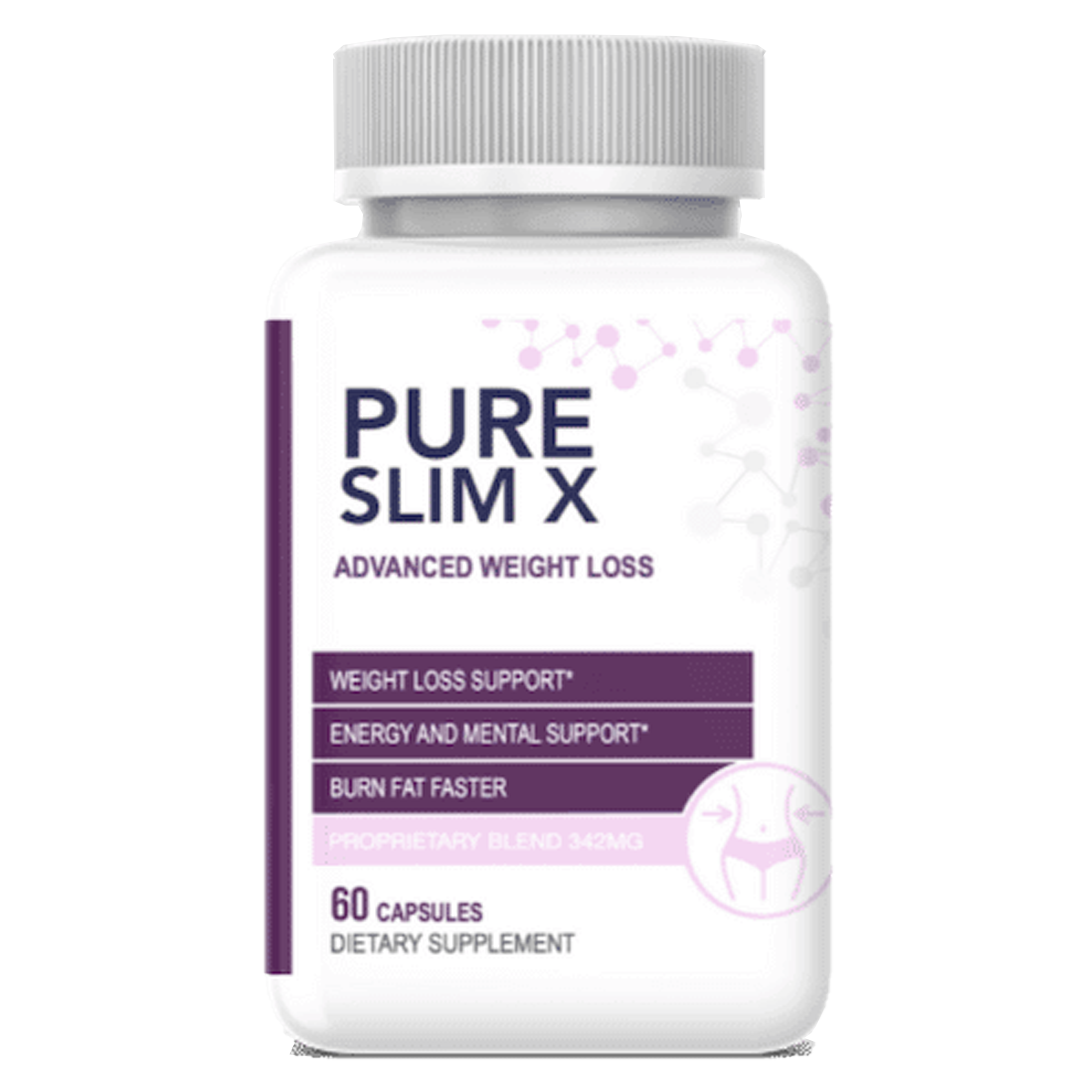 PURE
SLIM X
ADVANCED WEIGHT LOSS
WEIGHT LOSS SUPPORT*
ENERGY AND MENTAL SUPPORT*
BURN FAT FASTER
PROPRIETARY BLEND 342MG
60 CAPSULES
DIETARY SUPPLEMENT